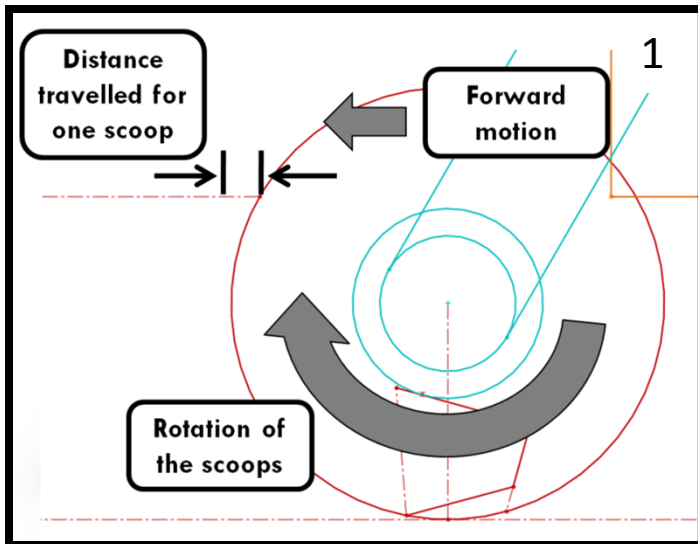 Distance
travelled for
one scoop
Forward
motion
1
Rotation of
the scoops